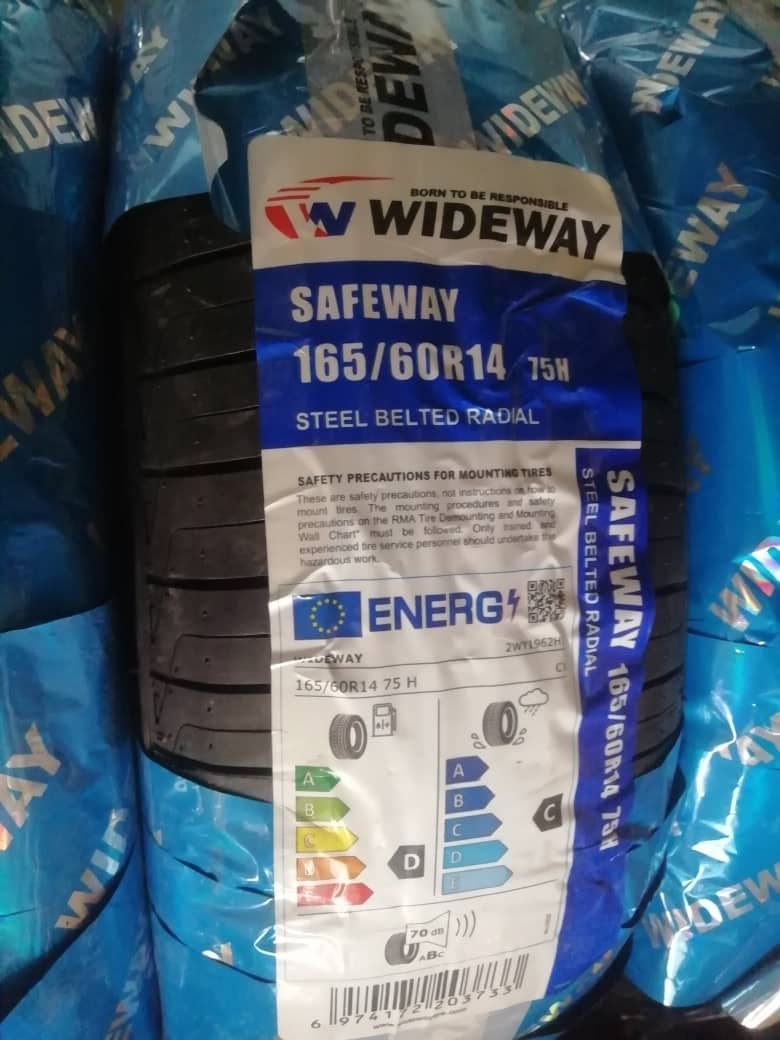 WIDEWAY
BORN TO BE RESPONSIBLE
WIDEWAY
SAFEWAY
165/60R14 75H
STEEL BELTED RADIAL
SAFETY PRECAUTIONS FOR MOUNTING TIRES
These are safety precautions, not instructions on how to
mount tires. The mounting procedures and safety
precautions on the RMA Tire Demounting and Mounting
Wall Chart" must be followed. Only trained and
experienced tire service personnel should undertake the
hazardous work.
ENERG
WIDEWAY 2WY1962H
165/60R14 75 H C1
A
B
C
D
E
D
A
B
C
D
E
C
70 dB
ABC
6 974172 203733
SAFEWAY 165/60R14 75H
STEEL BELTED RADIAL